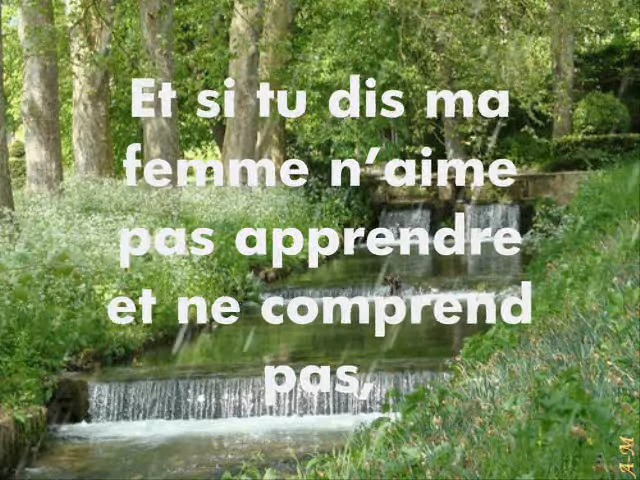 Et si tu dis ma
femme n'aime
pas apprendre
et ne comprend
pas,
A-M